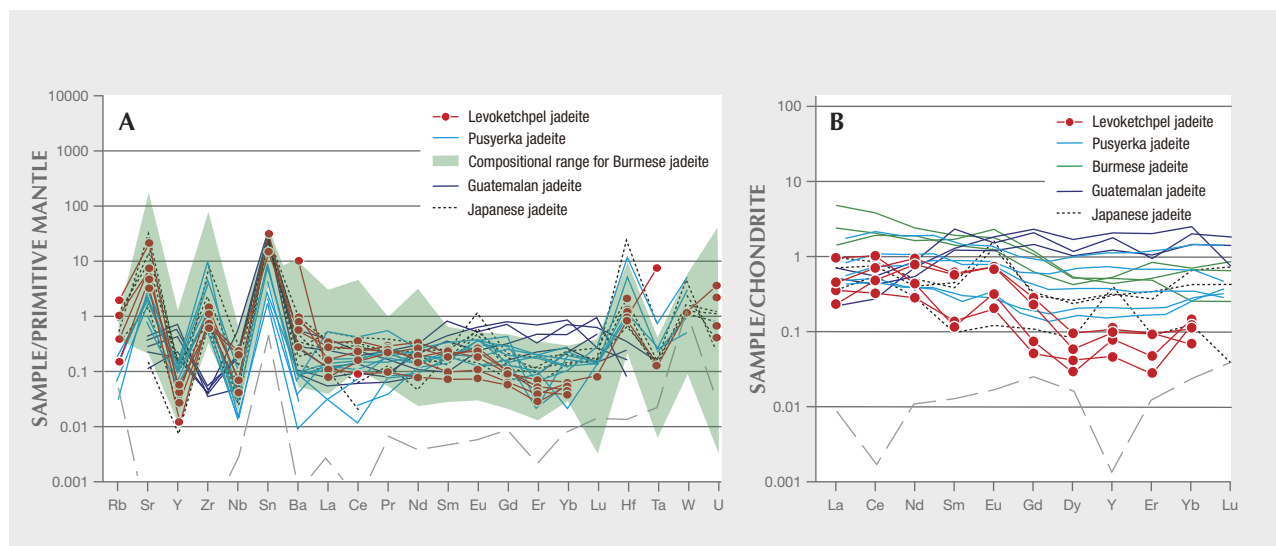 A
SAMPLE/PRIMITIVE MANTLE
10000
1000
100
10
1
0.1
0.01
0.001
Levoketchpel jadeite
Pusyerka jadeite
Compositional range for Burmese jadeite
Guatemalan jadeite
Japanese jadeite
Rb Sr Y Zr Nb Sn Ba La Ce Pr Nd Sm Eu Gd Er Yb Lu Hf Ta W U
B
SAMPLE/CHONDRITE
100
10
1
0.1
0.01
0.001
Levoketchpel jadeite
Pusyerka jadeite
Burmese jadeite
Guatemalan jadeite
Japanese jadeite
La Ce Nd Sm Eu Gd Dy Y Er Yb Lu